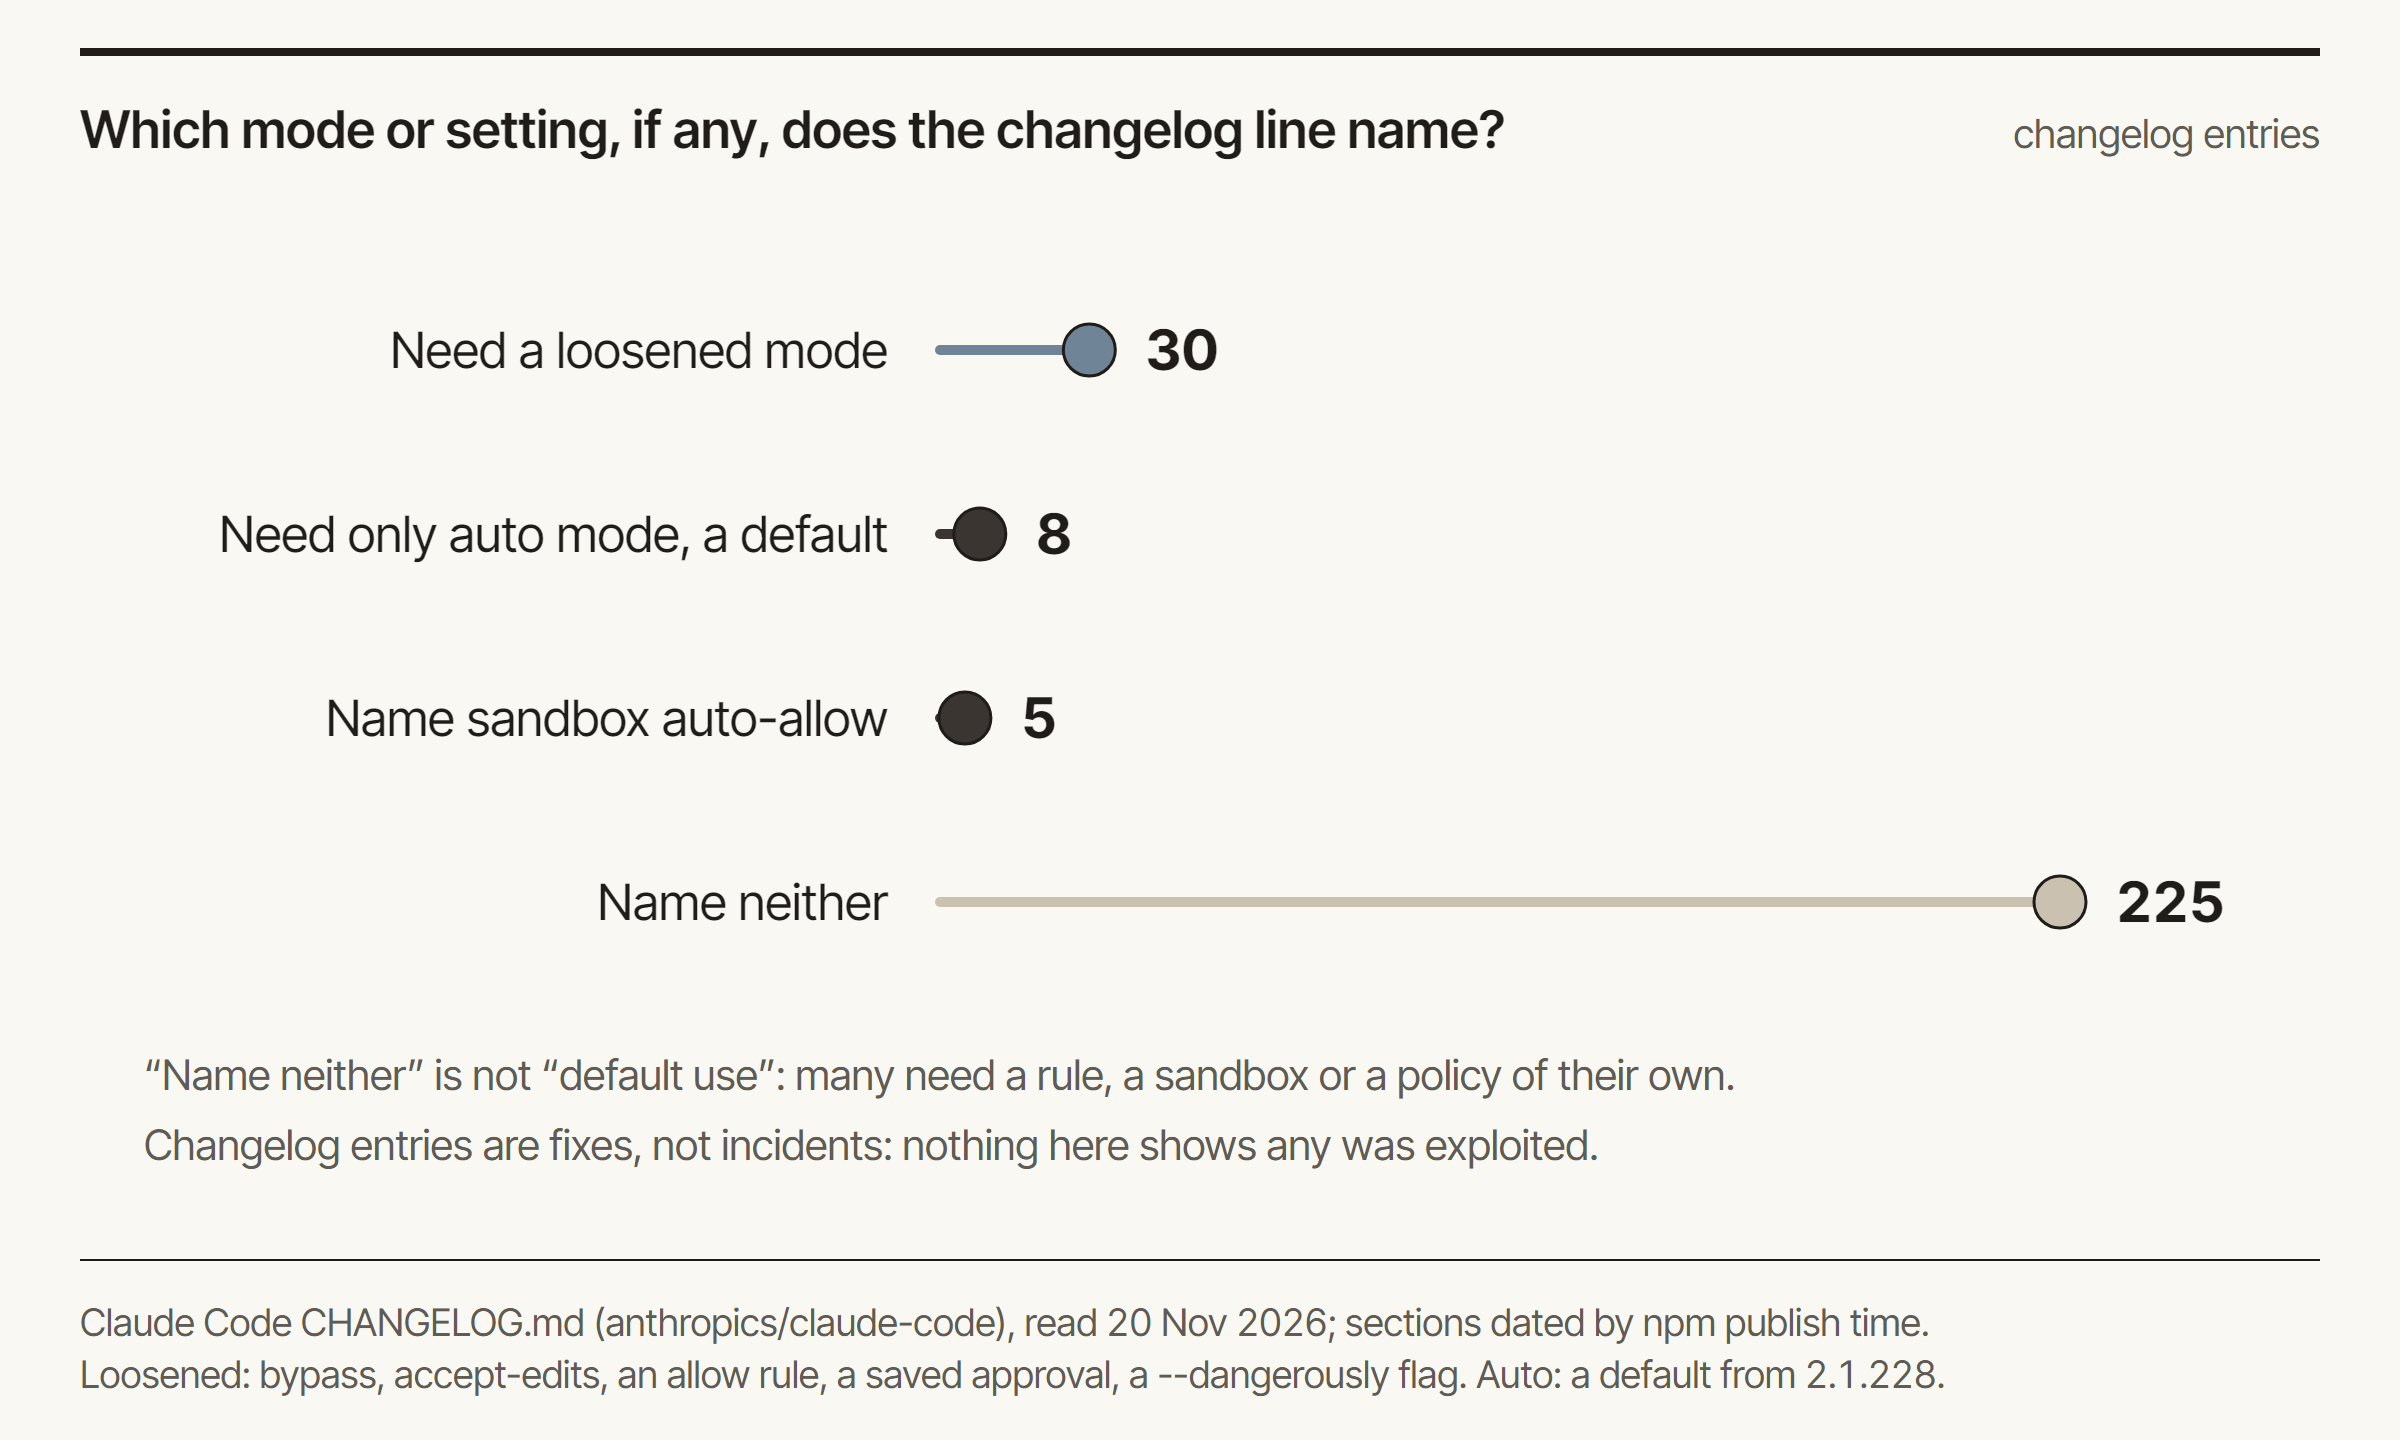 Which mode or setting, if any, does the changelog line name?
changelog entries
Need a loosened mode 30
Need only auto mode, a default 8
Name sandbox auto-allow 5
Name neither 225
“Name neither” is not “default use”: many need a rule, a sandbox or a policy of their own.
Changelog entries are fixes, not incidents: nothing here shows any was exploited.
Claude Code CHANGELOG.md (anthropics/claude-code), read 20 Nov 2026; sections dated by npm publish time.
Loosened: bypass, accept-edits, an allow rule, a saved approval, a --dangerously flag. Auto: a default from 2.1.228.